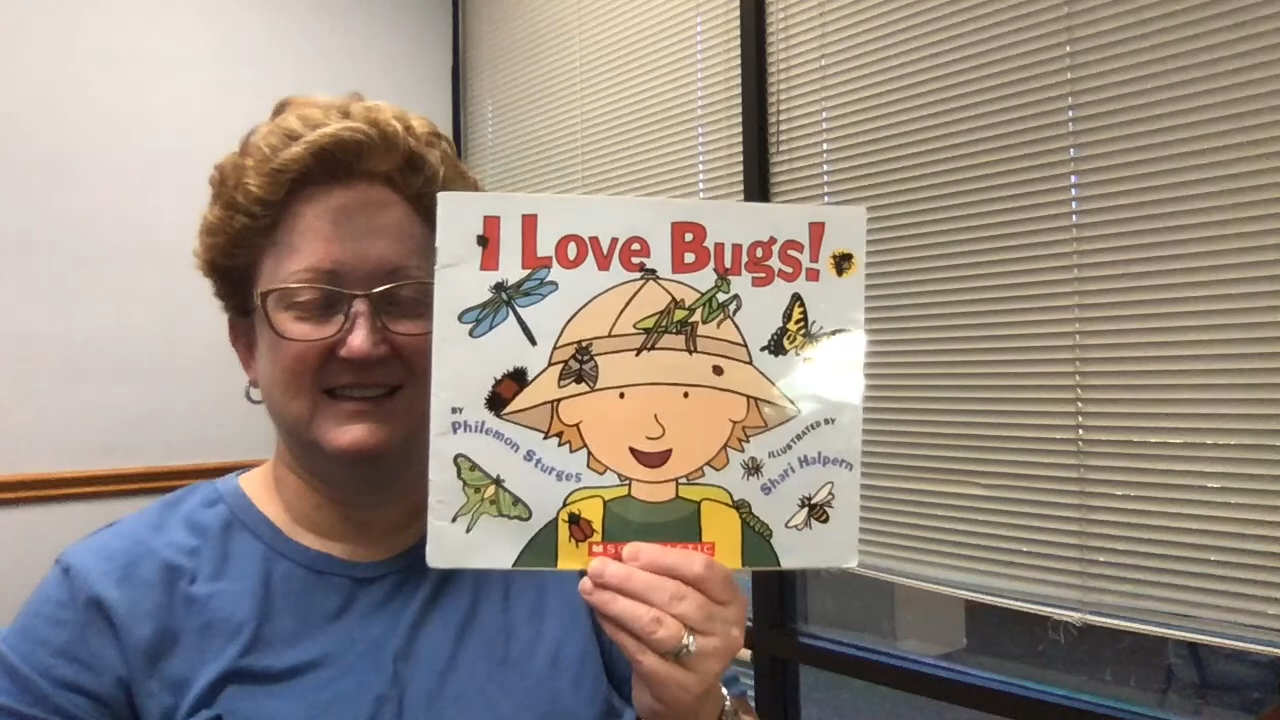 I Love Bugs!
BY
Philemon Sturges
ILLUSTRATED BY
Shari Halpern
SCHOLASTIC